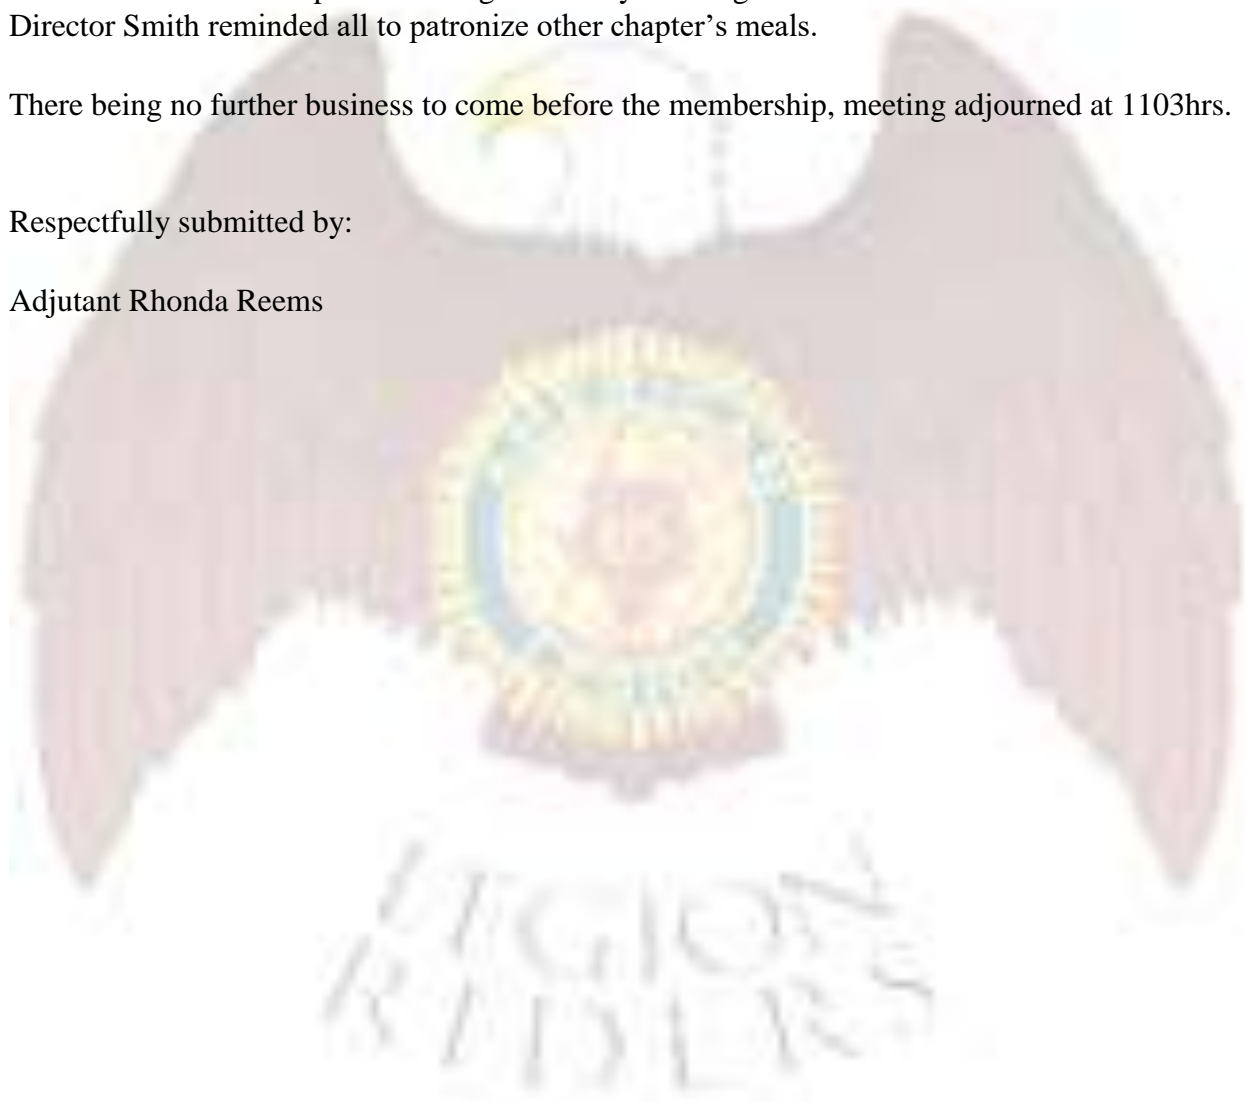 Director Smith reminded all to patronize other chapter’s meals.
There being no further business to come before the membership, meeting adjourned at 1103hrs.
Respectfully submitted by:
Adjutant Rhonda Reems
LEGION
RIDERS